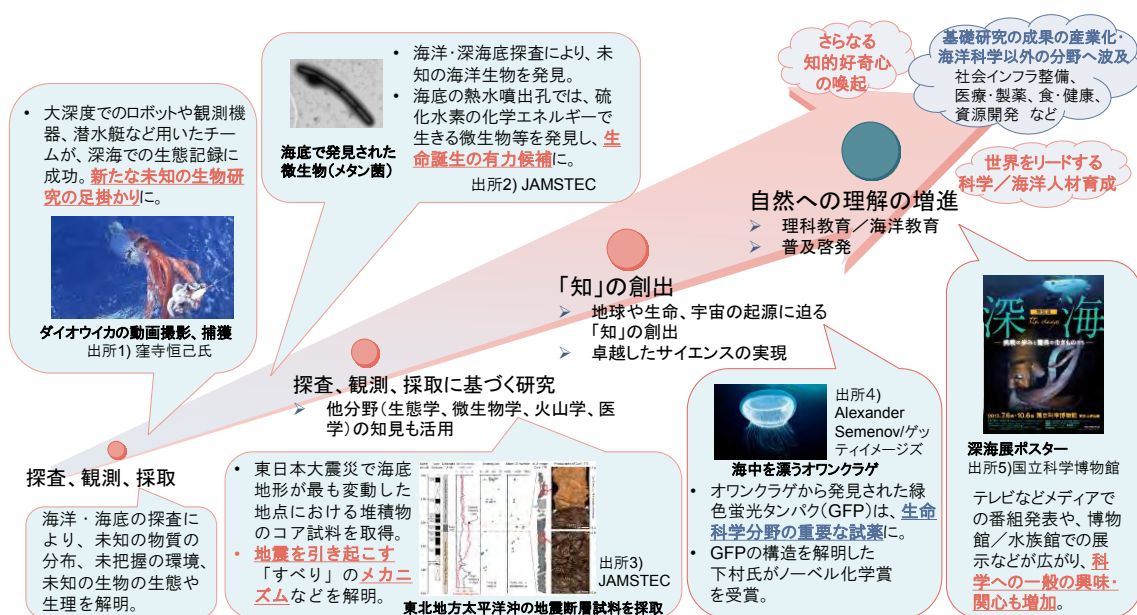 • 大深度でのロボットや観測機
器、潜水艇など用いたチー
ムが、深海での生態記録に
成功。新たな未知の生物研
究の足掛かりに。
ダイオウイカの動画撮影、捕獲
出所1) 窪寺恒己氏
海底で発見された
微生物(メタン菌)
• 海洋・深海底探査により、未
知の海洋生物を発見。
• 海底の熱水噴出孔では、硫
化水素の化学エネルギーで
生きる微生物等を発見し、生
命誕生の有力候補に。
出所2) JAMSTEC
さらなる
知的好奇心
の喚起
基礎研究の成果の産業化・
海洋科学以外の分野へ波及
社会インフラ整備、
医療・製薬、食・健康、
資源開発 など
世界をリードする
科学/海洋人材育成
自然への理解の増進
➢ 理科教育/海洋教育
➢ 普及啓発
「知」の創出
➢ 地球や生命、宇宙の起源に迫る
「知」の創出
➢ 卓越したサイエンスの実現
探査、観測、採取に基づく研究
➢ 他分野(生態学、微生物学、火山学、医
学)の知見も活用
探査、観測、採取
海洋・海底の探査に
より、未知の物質の
分布、未把握の環境、
未知の生物の生態や
生理を解明。
• 東日本大震災で海底
地形が最も変動した
地点における堆積物
のコア試料を取得。
• 地震を引き起こす
「すべり」のメカニ
ズムなどを解明。
出所3)
JAMSTEC
東北地方太平洋沖の地震断層試料を採取
出所4)
Alexander
Semenov/ゲッ
ティイメージズ
海中を漂うオワンクラゲ
• オワンクラゲから発見された緑
色蛍光タンパク(GFP)は、生命
科学分野の重要な試薬に。
• GFPの構造を解明した
下村氏がノーベル化学賞
を受賞。
深海
深海展ポスター
出所5)国立科学博物館
テレビなどメディアで
の番組発表や、博物
館/水族館での展
示などが広がり、科
学への一般の興味・
関心も増加。